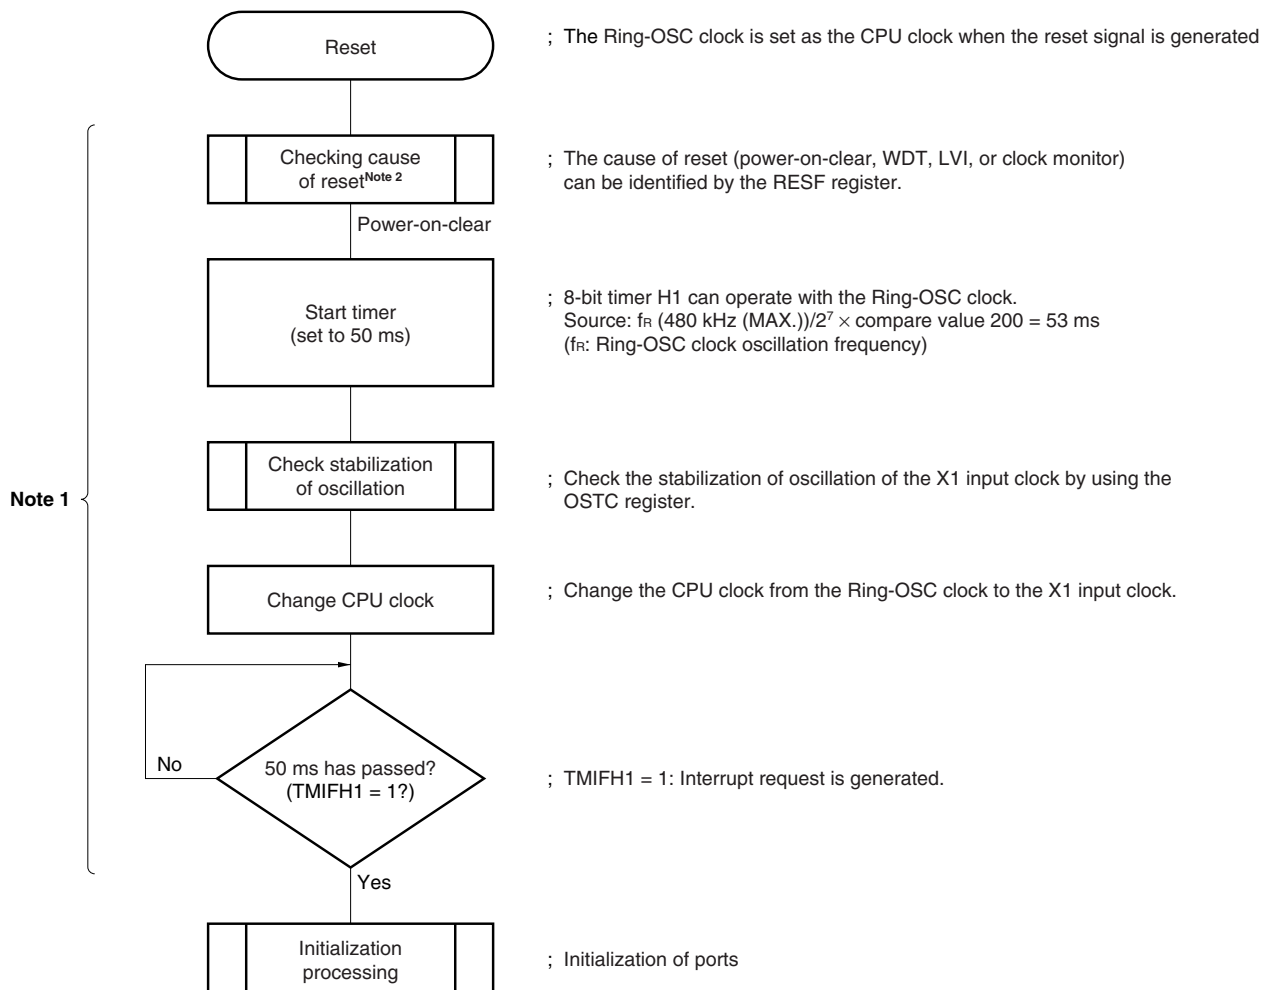 Reset
; The Ring-OSC clock is set as the CPU clock when the reset signal is generated
Checking cause
of reset Note 2
; The cause of reset (power-on-clear, WDT, LVI, or clock monitor)
can be identified by the RESF register.
Power-on-clear
Start timer
(set to 50 ms)
; 8-bit timer H1 can operate with the Ring-OSC clock.
Source: fR (480 kHz (MAX.))/2⁷ × compare value 200 = 53 ms
(fR: Ring-OSC clock oscillation frequency)
Note 1
Check stabilization
of oscillation
; Check the stabilization of oscillation of the X1 input clock by using the
OSTC register.
Change CPU clock
; Change the CPU clock from the Ring-OSC clock to the X1 input clock.
No
50 ms has passed?
(TMIFH1 = 1?)
; TMIFH1 = 1: Interrupt request is generated.
Yes
Initialization
processing
; Initialization of ports